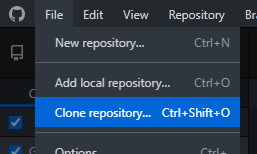 File Edit View Repository
New repository... Ctrl+N
Add local repository... Ctrl+O
Clone repository... Ctrl+Shift+O
Options